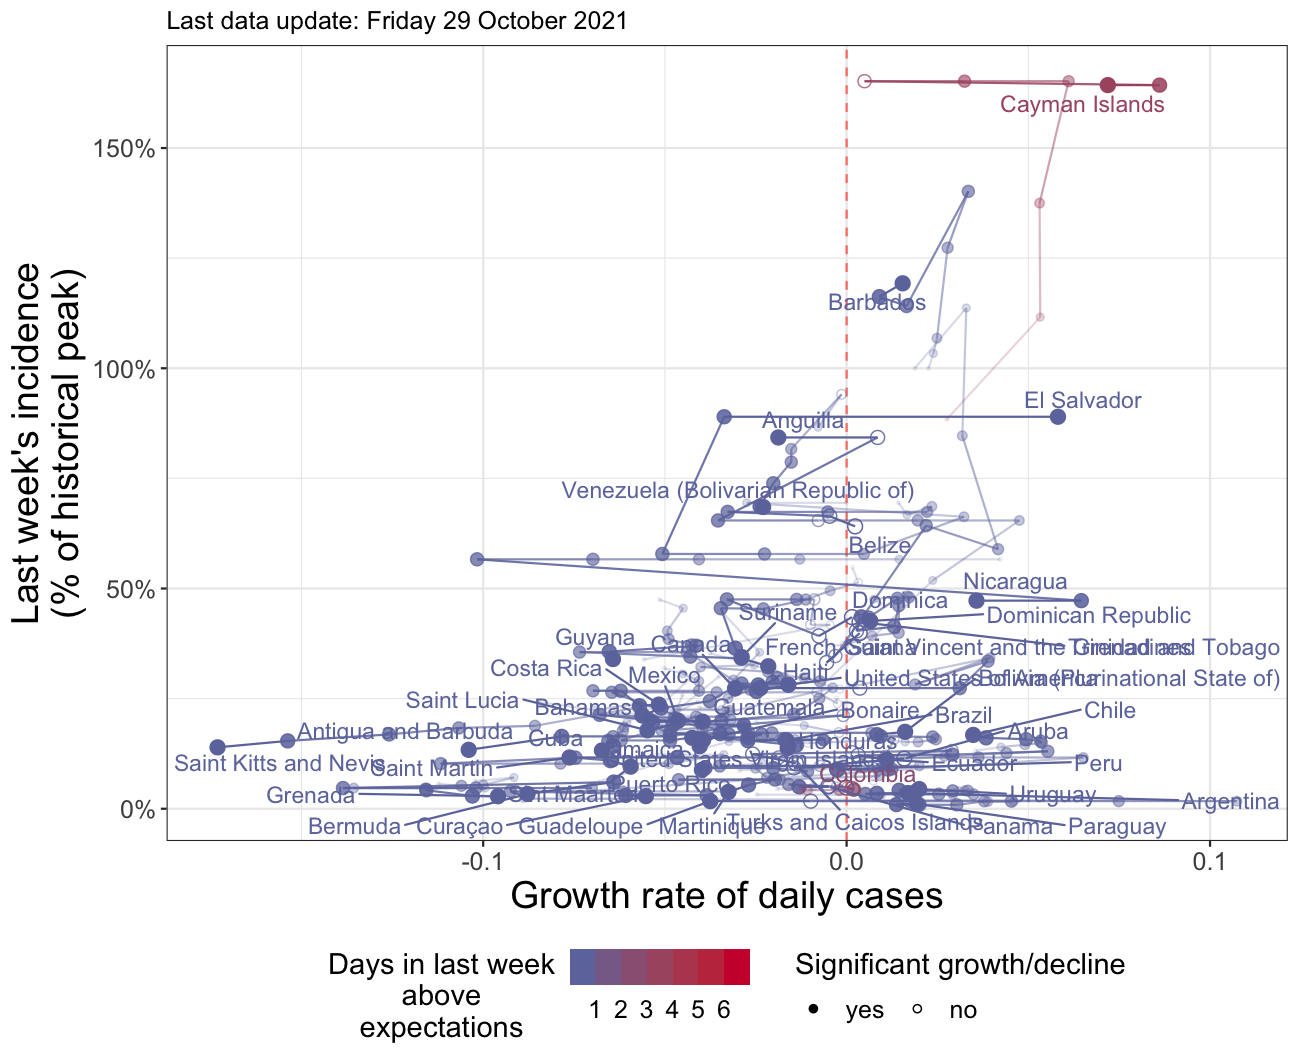 Last data update: Friday 29 October 2021
Last week's incidence
(% of historical peak)
150%
100%
50%
0%
Cayman Islands
Barbados
El Salvador
Anguilla
Venezuela (Bolivarian Republic of)
Belize
Nicaragua
Dominica
Dominican Republic
Suriname
Guyana
Canada
French Guiana
Saint Vincent and the Grenadines
Trinidad and Tobago
Costa Rica
Mexico
Haiti
United States of America
Bolivia (Plurinational State of)
Saint Lucia
Bahamas
Guatemala
Bonaire
Brazil
Chile
Antigua and Barbuda
Cuba
Jamaica
Honduras
Aruba
Saint Kitts and Nevis
Saint Martin
United States Virgin Islands
Ecuador
Peru
Colombia
Puerto Rico
Grenada
Sint Maarten
Uruguay
Argentina
Bermuda
Curaçao
Guadeloupe
Martinique
Turks and Caicos Islands
Panama
Paraguay
-0.1
0.0
0.1
Growth rate of daily cases
Days in last week
above
expectations
1 2 3 4 5 6
Significant growth/decline
yes
no